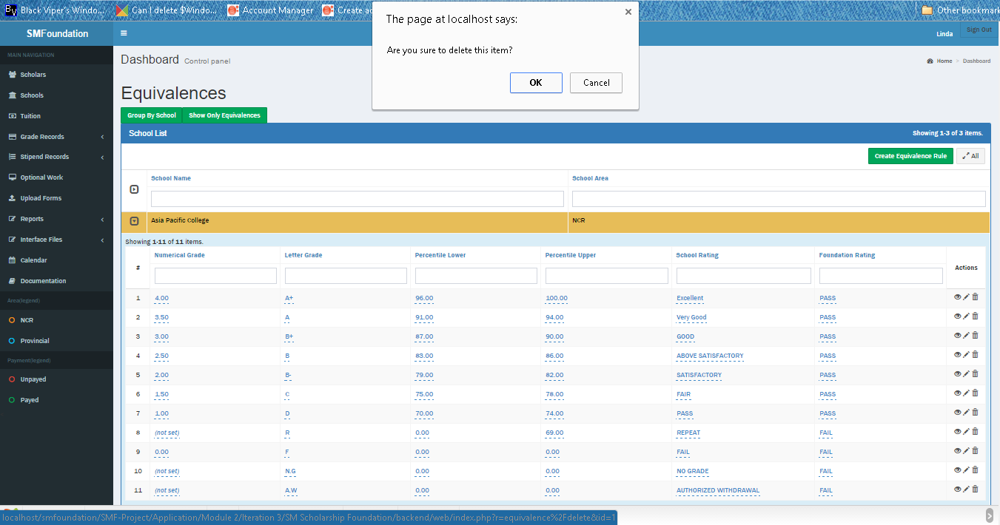 Black Viper's Windo...
Can I delete $Windo...
Account Manager
Create ac
Other bookmark
The page at localhost says:
Are you sure to delete this item?
OK
Cancel
SMFoundation
Linda
Sign Out
MAIN NAVIGATION
Scholars
Schools
Tuition
Grade Records
Stipend Records
Optional Work
Upload Forms
Reports
Interface Files
Calendar
Documentation
Area(legend)
NCR
Provincial
Payment(legend)
Unpayed
Payed
Dashboard Control panel
Home > Dashboard
Equivalences
Group By School
Show Only Equivalences
School List
Showing 1-3 of 3 items.
Create Equivalence Rule
All
School Name School Area
Asia Pacific College NCR
Showing 1-11 of 11 items.
# Numerical Grade Letter Grade Percentile Lower Percentile Upper School Rating Foundation Rating Actions
1 4.00 A+ 96.00 100.00 Excellent PASS
2 3.50 A 91.00 94.00 Very Good PASS
3 3.00 B+ 87.00 90.00 GOOD PASS
4 2.50 B 83.00 86.00 ABOVE SATISFACTORY PASS
5 2.00 B- 79.00 82.00 SATISFACTORY PASS
6 1.50 C 75.00 78.00 FAIR PASS
7 1.00 D 70.00 74.00 PASS PASS
8 (not set) R 0.00 69.00 REPEAT FAIL
9 0.00 F 0.00 0.00 FAIL FAIL
10 (not set) N.G 0.00 0.00 NO GRADE FAIL
11 (not set) A.W 0.00 0.00 AUTHORIZED WITHDRAWAL FAIL
localhost/smfoundation/SMF-Project/Application/Module 2/Iteration 3/SM Scholarship Foundation/backend/web/index.php?r=equivalence%2Fdelete&id=1